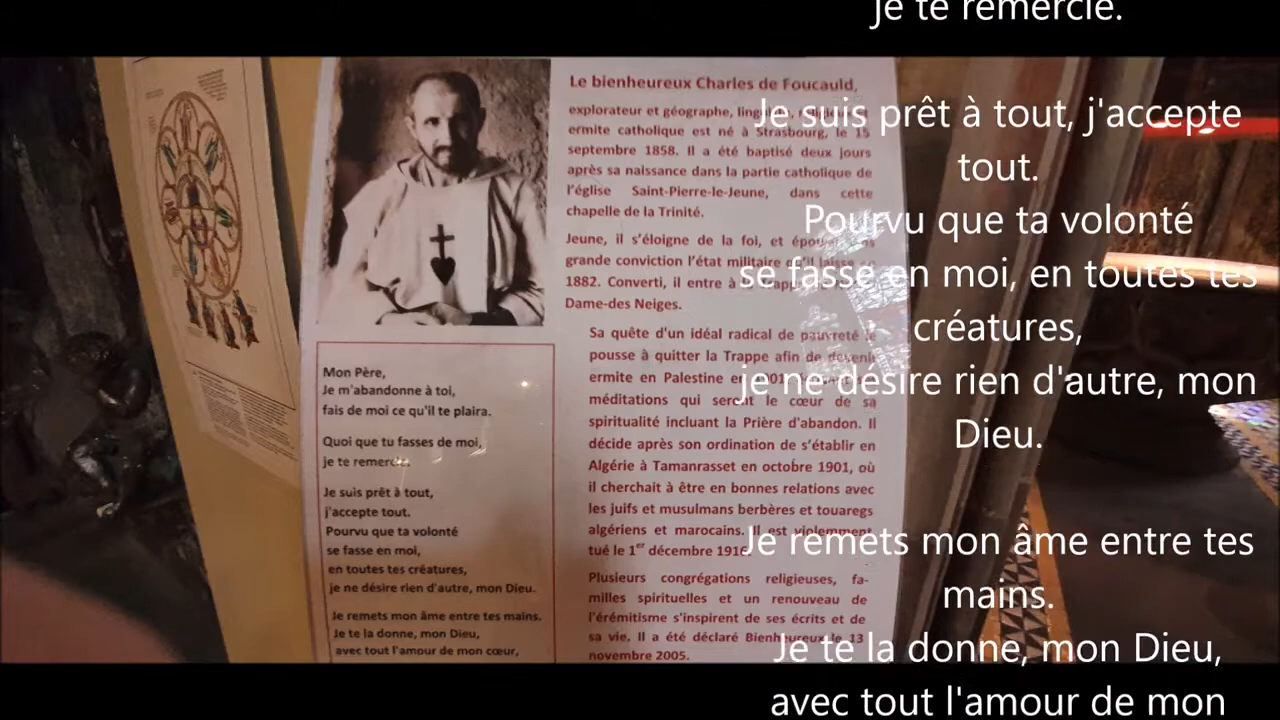 Le bienheureux Charles de Foucauld,
explorateur et géographe,
ermite catholique est né à Strasbourg, le 15
septembre 1858. Il a été baptisé deux jours
après sa naissance dans la partie catholique de
l'église Saint-Pierre-le-Jeune, dans cette
chapelle de la Trinité.
Jeune, il s'éloigne de la foi, et
grande conviction l'état militaire qu'il laisse
1882. Converti, il entre à
Dame-des Neiges.
Sa quête d'un idéal radical de pauvreté le
pousse à quitter la Trappe afin de devenir
ermite en Palestine en
méditations qui seront le cœur de sa
spiritualité incluant la Prière d'abandon. Il
décide après son ordination de s'établir en
Algérie à Tamanrasset en octobre 1901, où
il cherchait à être en bonnes relations avec
les juifs et musulmans berbères et touaregs
algériens et marocains. Il est violemment
tué le 1er décembre 1916.
Plusieurs congrégations religieuses, fa-
milles spirituelles et un renouveau de
l'érémitisme s'inspirent de ses écrits et de
sa vie. Il a été déclaré Bienheureux le 13
novembre 2005.
Mon Père,
Je m'abandonne à toi,
fais de moi ce qu'il te plaira.
Quoi que tu fasses de moi,
je te remercie.
Je suis prêt à tout,
j'accepte tout.
Pourvu que ta volonté
se fasse en moi,
en toutes tes créatures,
je ne désire rien d'autre, mon Dieu.
Je remets mon âme entre tes mains.
Je te la donne, mon Dieu,
avec tout l'amour de mon cœur,
je te remercie.
Je suis prêt à tout, j'accepte
tout.
Pourvu que ta volonté
se fasse en moi, en toutes tes
créatures,
je ne désire rien d'autre, mon
Dieu.
Je remets mon âme entre tes
mains.
Je te la donne, mon Dieu,
avec tout l'amour de mon